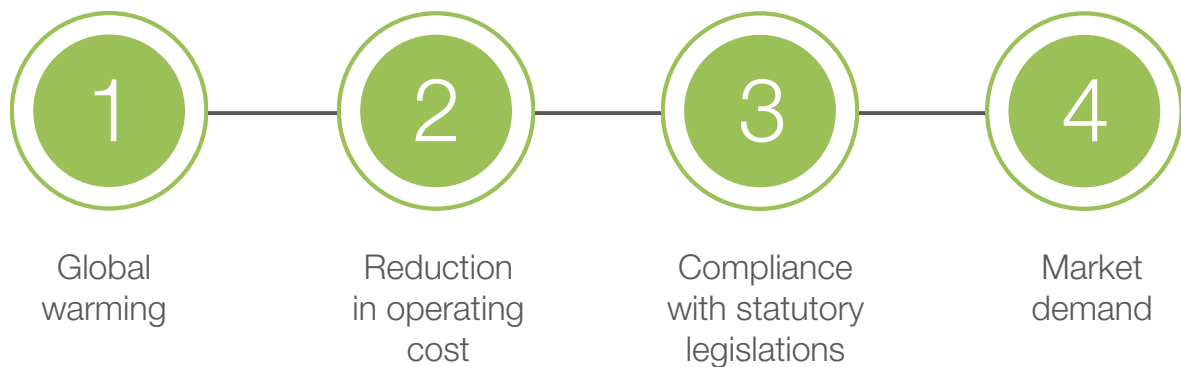 1
2
3
4
Global
warming
Reduction
in operating
cost
Compliance
with statutory
legislations
Market
demand